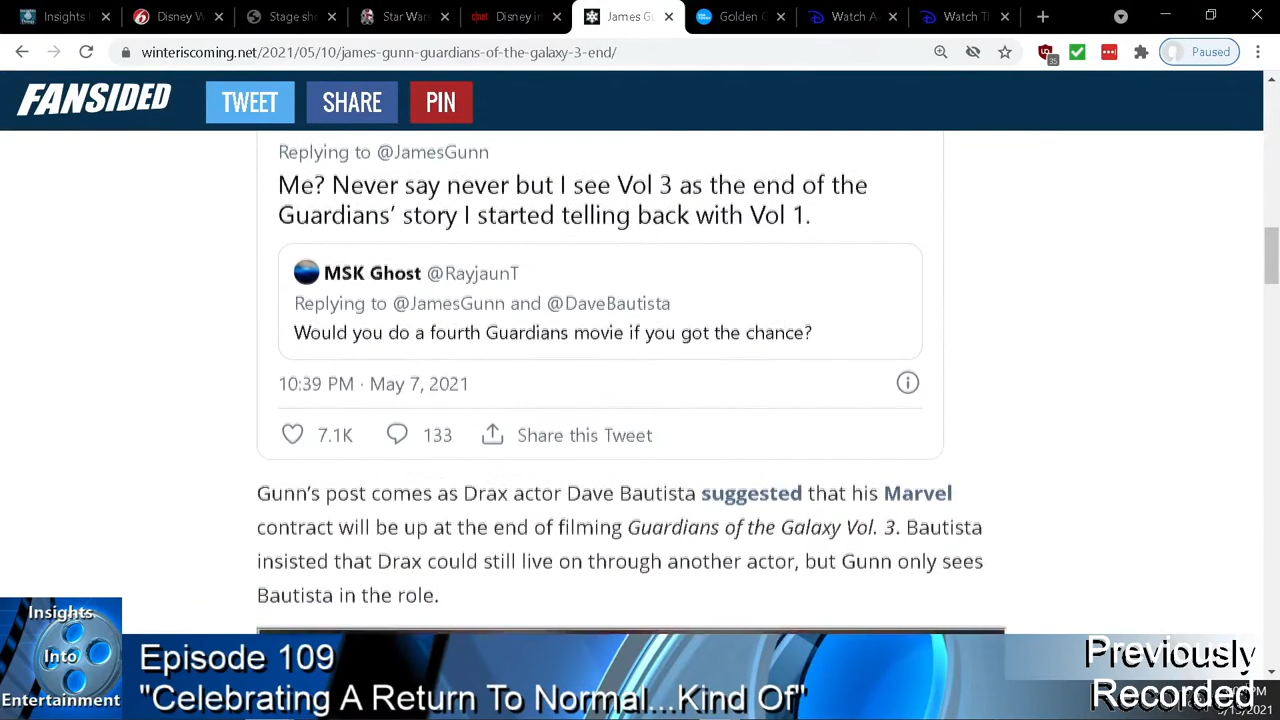 Insights I
Disney W
Stage sho
Star Wars
cnet Disney in
James Gu
Golden G
Watch A
Watch T
winteriscoming.net/2021/05/10/james-gunn-guardians-of-the-galaxy-3-end/
35
Paused
FANSIDED
TWEET
SHARE
PIN
Replying to @JamesGunn
Me? Never say never but I see Vol 3 as the end of the
Guardians’ story I started telling back with Vol 1.
MSK Ghost @RayjaunT
Replying to @JamesGunn and @DaveBautista
Would you do a fourth Guardians movie if you got the chance?
10:39 PM · May 7, 2021
7.1K
133
Share this Tweet
Gunn’s post comes as Drax actor Dave Bautista suggested that his Marvel
contract will be up at the end of filming Guardians of the Galaxy Vol. 3. Bautista
insisted that Drax could still live on through another actor, but Gunn only sees
Bautista in the role.
Insights
Into
Entertainment
Episode 109
"Celebrating A Return To Normal...Kind Of"
Previously
Recorded